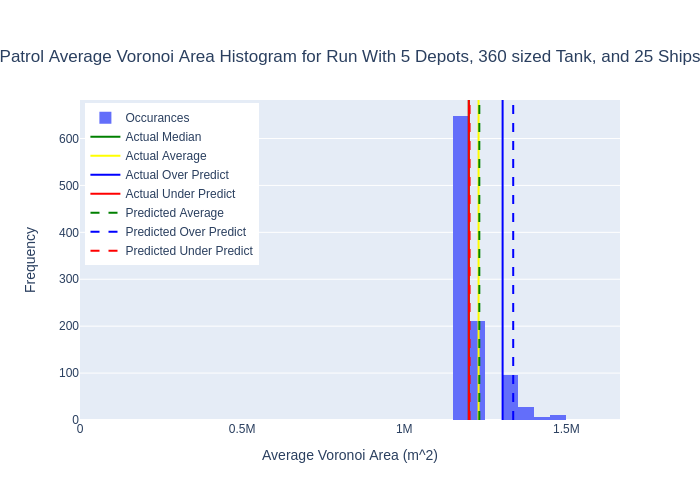 Patrol Average Voronoi Area Histogram for Run With 5 Depots, 360 sized Tank, and 25 Ships
Occurances
Actual Median
Actual Average
Actual Over Predict
Actual Under Predict
Predicted Average
Predicted Over Predict
Predicted Under Predict
Frequency
600
500
400
300
200
100
0
0
0.5M
1M
1.5M
Average Voronoi Area (m^2)